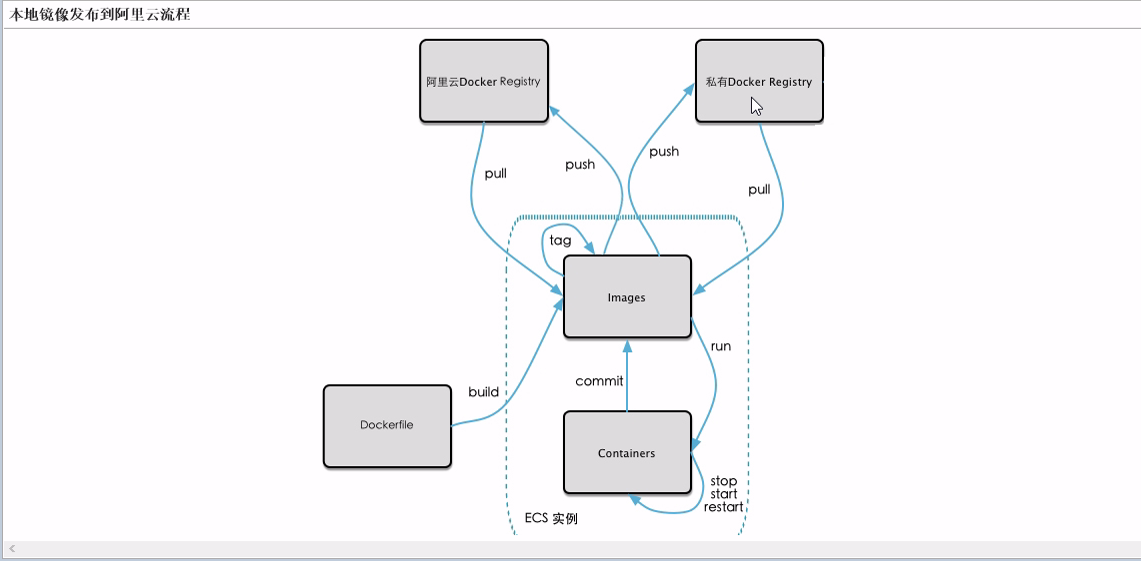 本地镜像发布到阿里云流程
阿里云Docker Registry
私有Docker Registry
push
push
pull
pull
tag
Images
run
commit
build
Dockerfile
Containers
stop
start
restart
ECS 实例